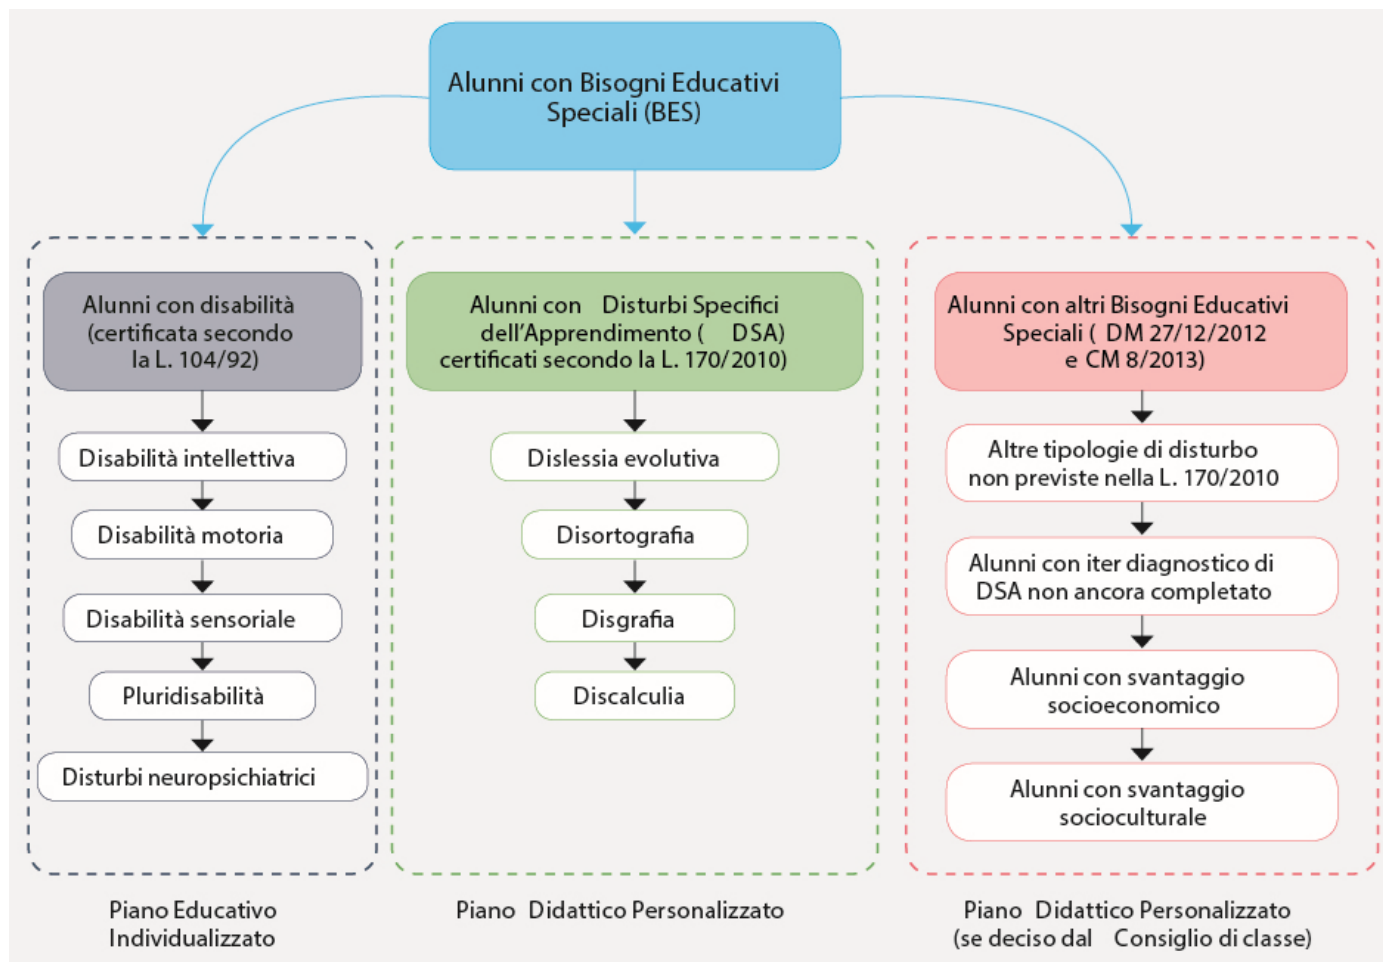 Alunni con Bisogni Educativi
Speciali (BES)
Alunni con disabilità
(certificata secondo
la L. 104/92)
Disabilità intellettiva
Disabilità motoria
Disabilità sensoriale
Pluridisabilità
Disturbi neuropsichiatrici
Piano Educativo
Individualizzato
Alunni con Disturbi Specifici
dell'Apprendimento ( DSA)
certificati secondo la L. 170/2010)
Dislessia evolutiva
Disortografia
Disgrafia
Discalculia
Piano Didattico Personalizzato
Alunni con altri Bisogni Educativi
Speciali ( DM 27/12/2012
e CM 8/2013)
Altre tipologie di disturbo
non previste nella L. 170/2010
Alunni con iter diagnostico di
DSA non ancora completato
Alunni con svantaggio
socioeconomico
Alunni con svantaggio
socioculturale
Piano Didattico Personalizzato
(se deciso dal Consiglio di classe)